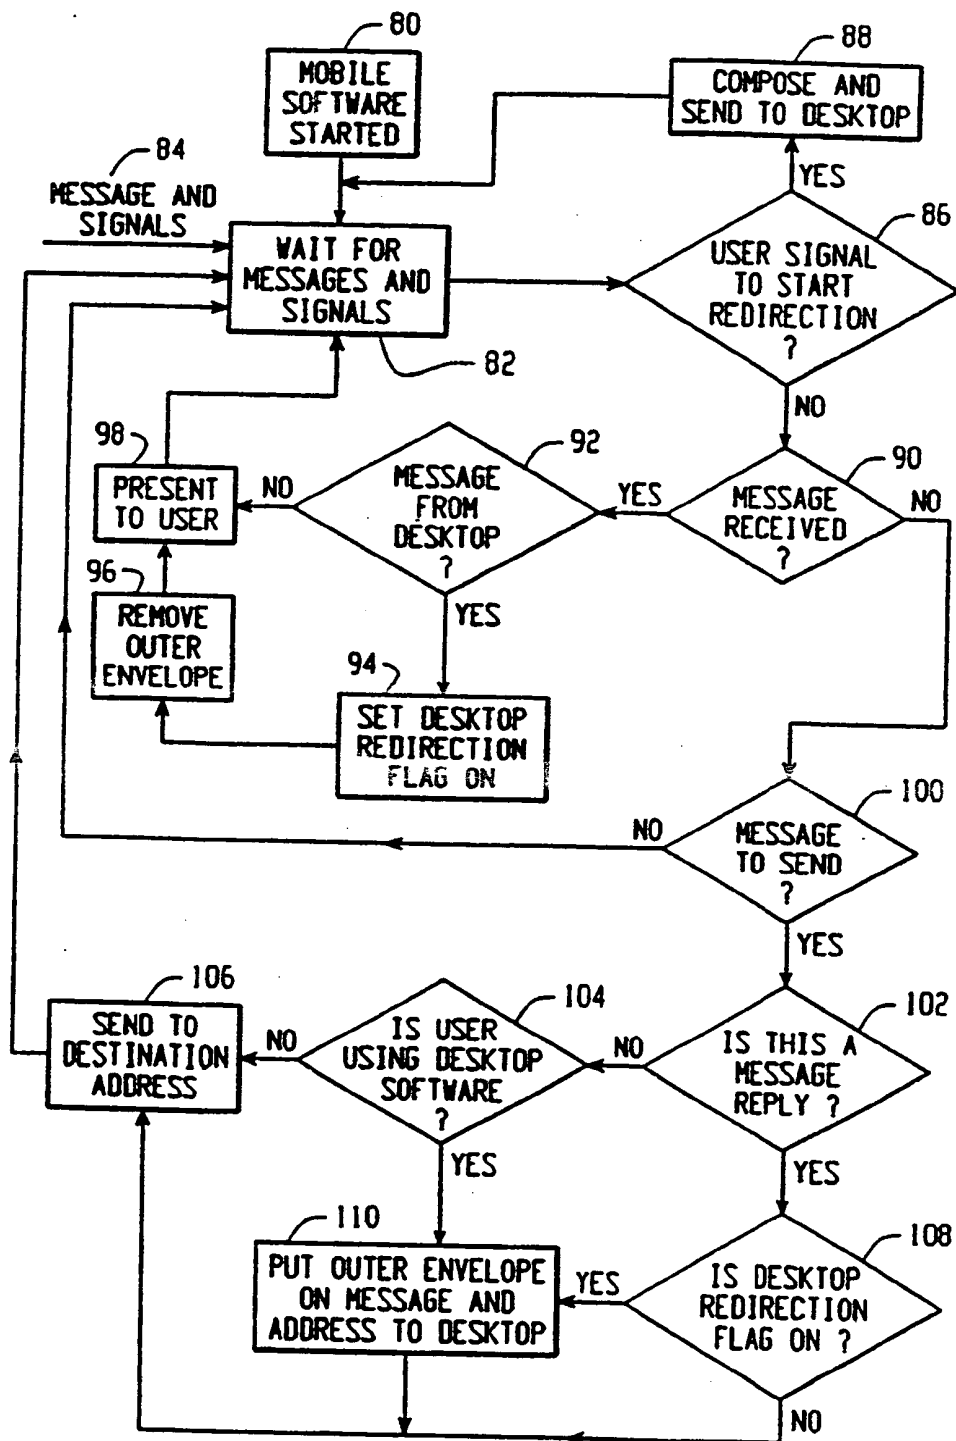 80
MOBILE
SOFTWARE
STARTED
88
COMPOSE AND
SEND TO DESKTOP
84
MESSAGE AND
SIGNALS
YES
86
WAIT FOR
MESSAGES AND
SIGNALS
82
USER SIGNAL
TO START
REDIRECTION
?
NO
98
PRESENT
TO USER
NO
92
MESSAGE
FROM
DESKTOP
?
YES
90
MESSAGE
RECEIVED
?
NO
96
REMOVE
OUTER
ENVELOPE
YES
94
SET DESKTOP
REDIRECTION
FLAG ON
100
MESSAGE
TO SEND
?
NO
YES
106
SEND TO
DESTINATION
ADDRESS
NO
104
IS USER
USING DESKTOP
SOFTWARE
?
NO
102
IS THIS A
MESSAGE
REPLY ?
YES
YES
110
PUT OUTER ENVELOPE
ON MESSAGE AND
ADDRESS TO DESKTOP
YES
108
IS DESKTOP
REDIRECTION
FLAG ON ?
NO